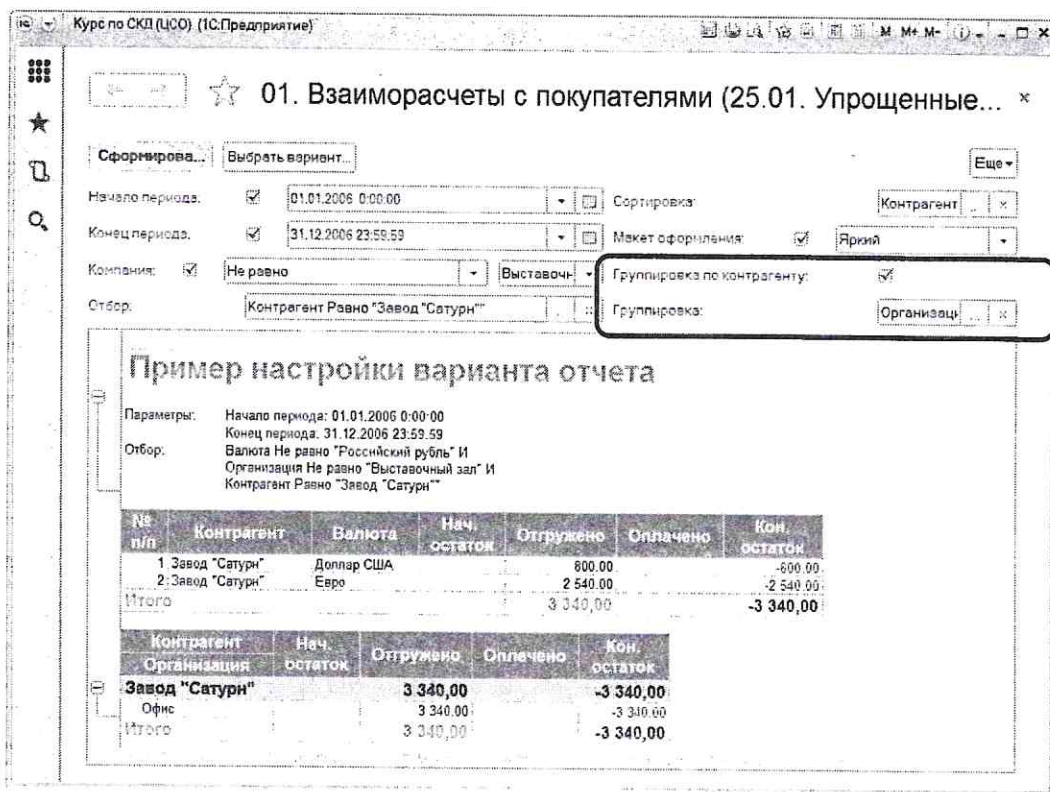 Курс по СКД (ЦСО) (1С:Предприятие)
M M+ M-
01. Взаиморасчеты с покупателями (25.01. Упрощенные... ×
Сформирова... Выбрать вариант... Еще
Начало периода: 01.01.2006 0:00:00 Сортировка: Контрагент
Конец периода: 31.12.2006 23:59:59 Макет оформления: Яркий
Компания: Не равно Выставочн Группировка по контрагенту:
Отбор: Контрагент Равно "Завод "Сатурн"" Группировка: Организаци ...
Пример настройки варианта отчета
Параметры: Начало периода: 01.01.2006 0:00:00
Конец периода: 31.12.2006 23:59:59
Отбор: Валюта Не равно "Российский рубль" И
Организация Не равно "Выставочный зал" И
Контрагент Равно "Завод "Сатурн""
№ п/п Контрагент Валюта Нач. остаток Отгружено Оплачено Кон. остаток
1 Завод "Сатурн" Доллар США 800.00 -800.00
2 Завод "Сатурн" Евро 2 540.00 -2 540.00
Итого 3 340,00 -3 340,00
Контрагент Нач. остаток Отгружено Оплачено Кон. остаток
Организация
Завод "Сатурн" 3 340,00 -3 340,00
Офис 3 340.00 -3 340.00
Итого 3 340,00 -3 340,00